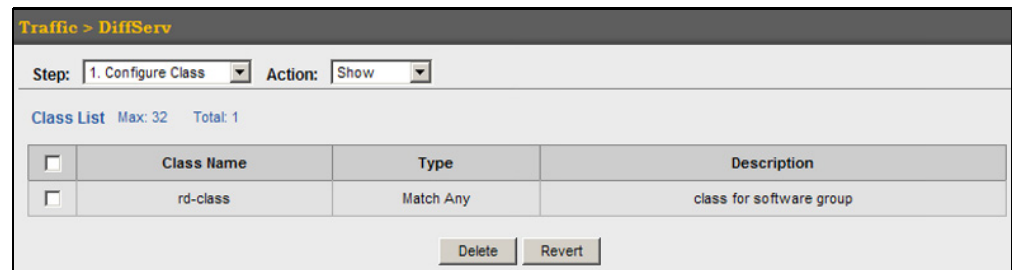 Traffic > DiffServ
Step: 1. Configure Class Action: Show
Class List Max: 32 Total: 1
Class Name Type Description
rd-class Match Any class for software group
Delete Revert